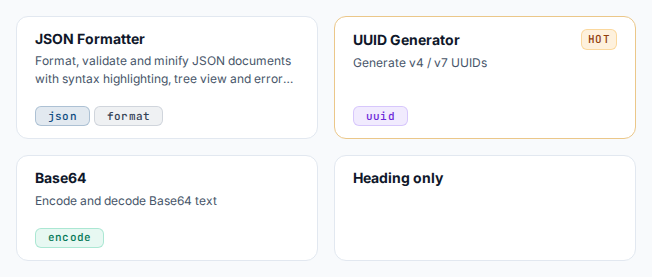 JSON Formatter
Format, validate and minify JSON documents
with syntax highlighting, tree view and error...
json format
UUID Generator HOT
Generate v4 / v7 UUIDs
uuid
Base64
Encode and decode Base64 text
encode
Heading only